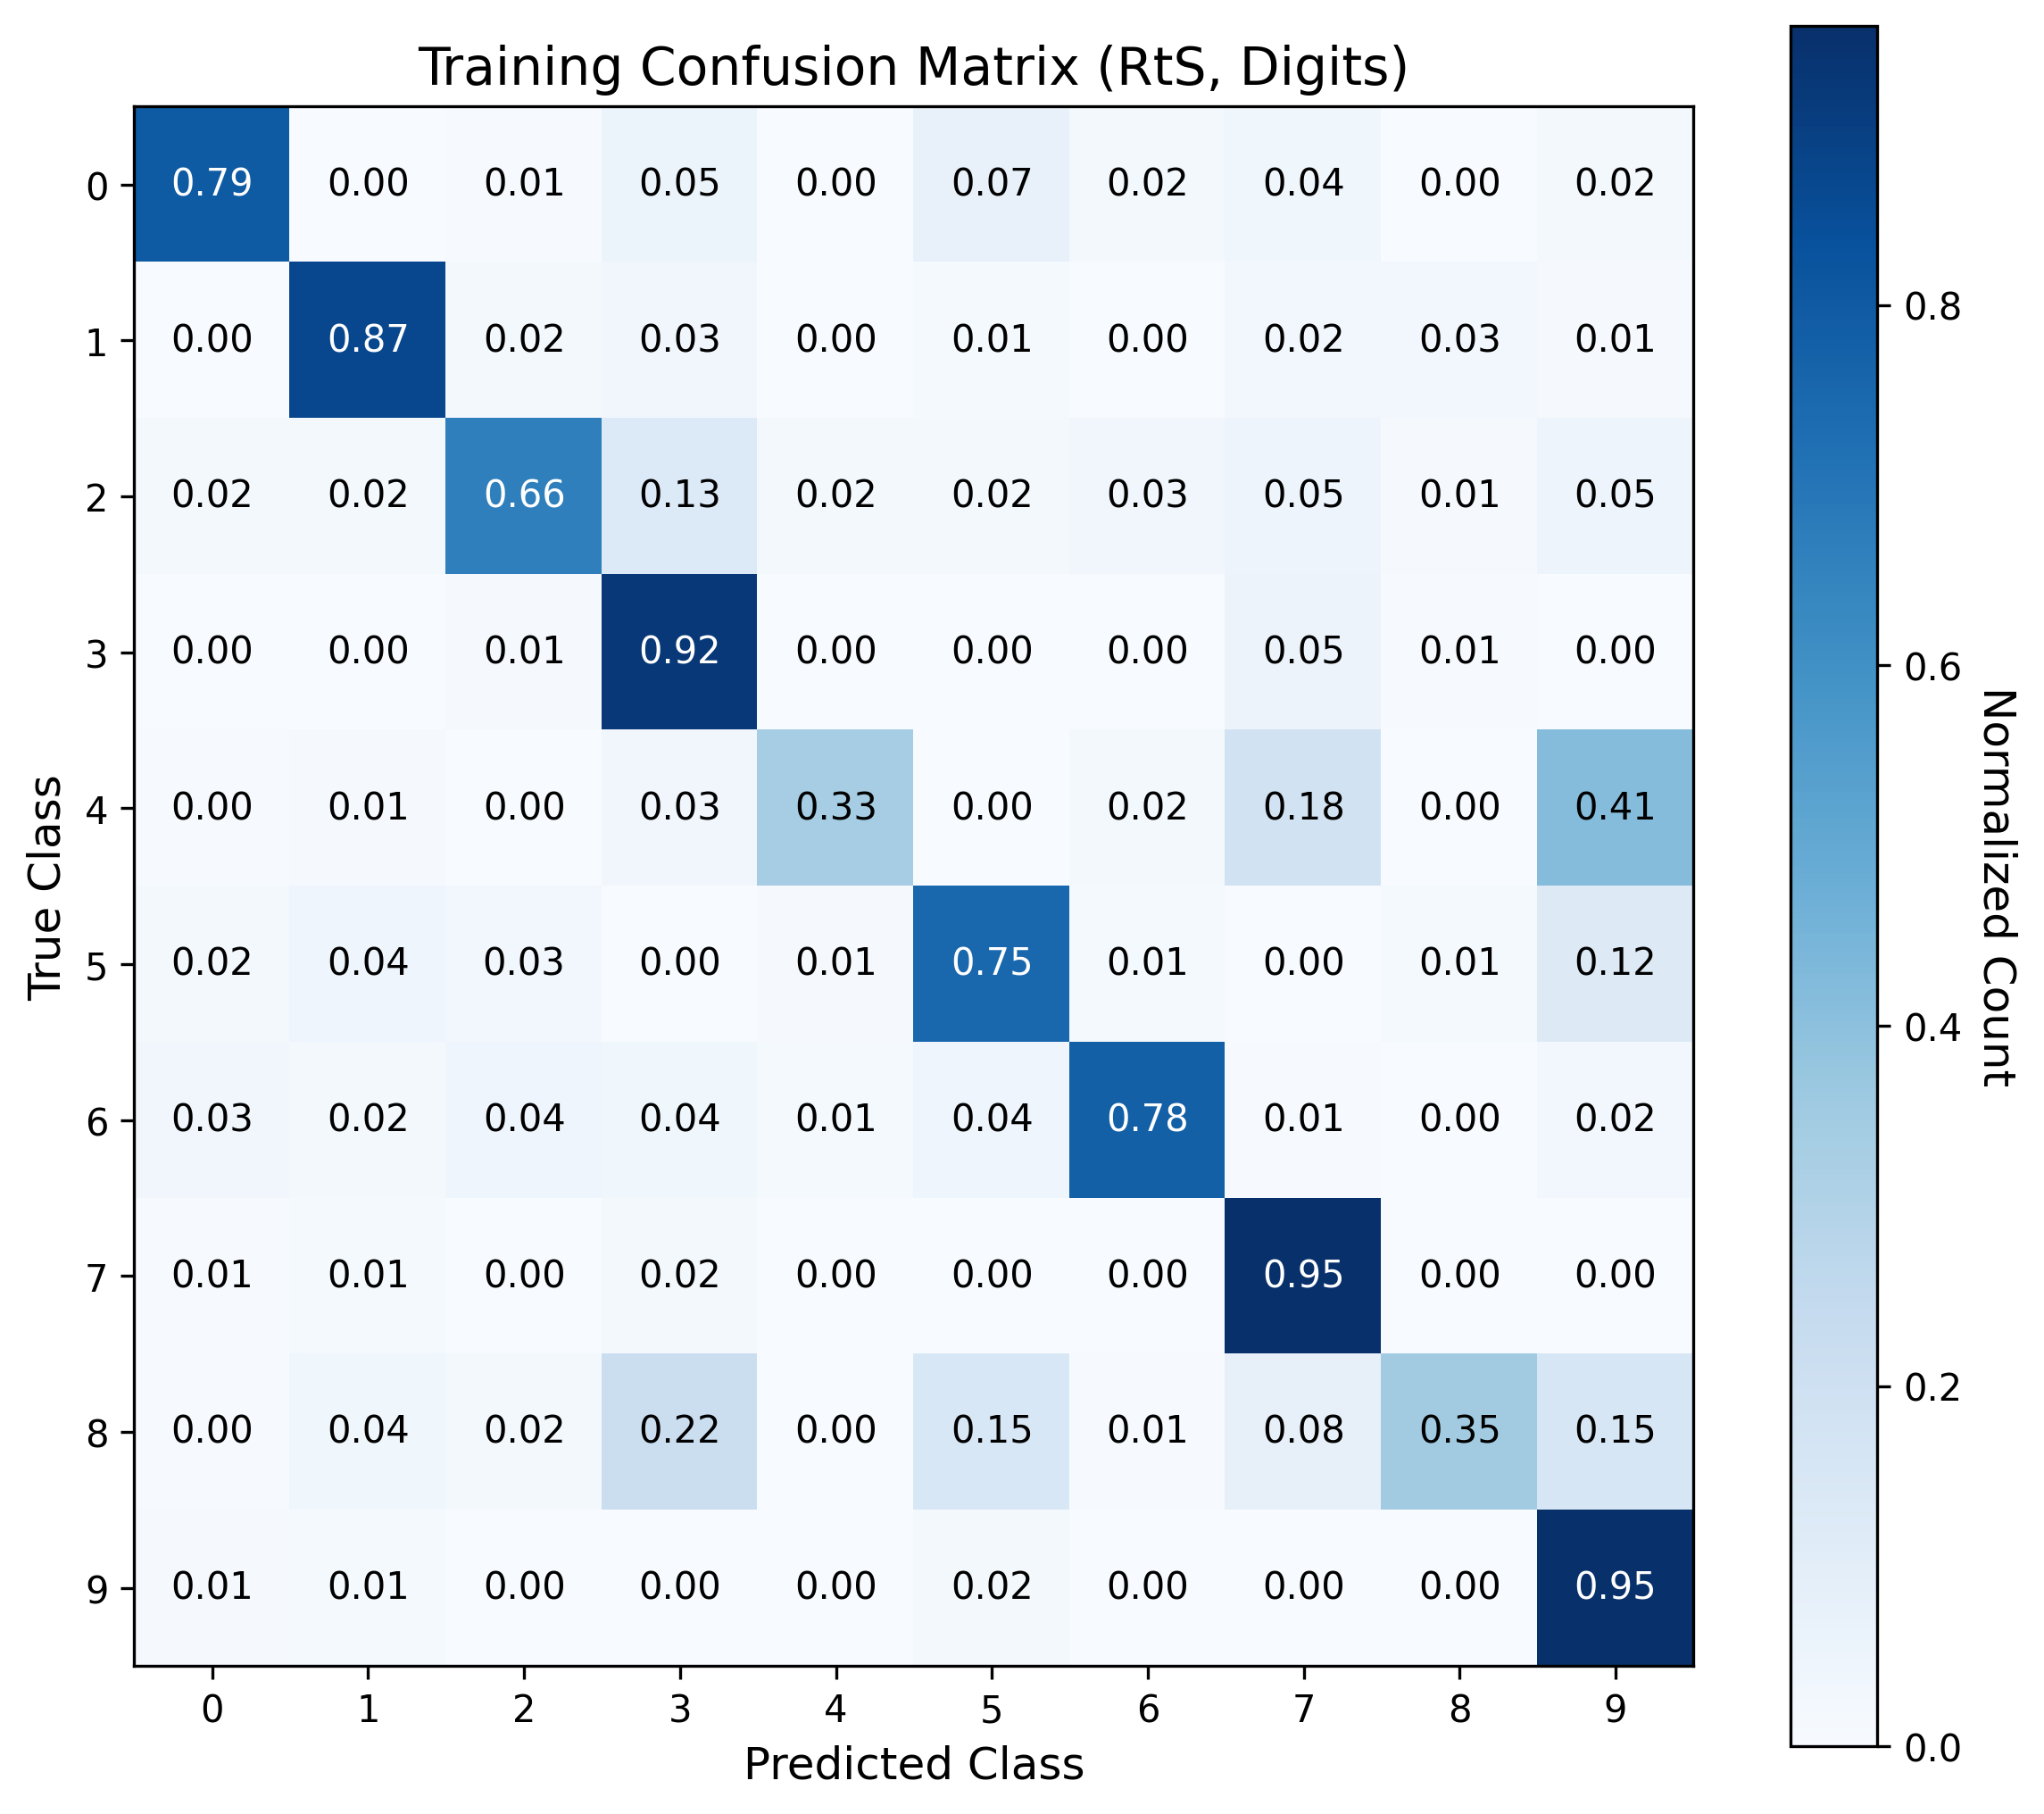 Training Confusion Matrix (RtS, Digits)
0 0.79 0.00 0.01 0.05 0.00 0.07 0.02 0.04 0.00 0.02
1 0.00 0.87 0.02 0.03 0.00 0.01 0.00 0.02 0.03 0.01
2 0.02 0.02 0.66 0.13 0.02 0.02 0.03 0.05 0.01 0.05
3 0.00 0.00 0.01 0.92 0.00 0.00 0.00 0.05 0.01 0.00
4 0.00 0.01 0.00 0.03 0.33 0.00 0.02 0.18 0.00 0.41
5 0.02 0.04 0.03 0.00 0.01 0.75 0.01 0.00 0.01 0.12
6 0.03 0.02 0.04 0.04 0.01 0.04 0.78 0.01 0.00 0.02
7 0.01 0.01 0.00 0.02 0.00 0.00 0.00 0.95 0.00 0.00
8 0.00 0.04 0.02 0.22 0.00 0.15 0.01 0.08 0.35 0.15
9 0.01 0.01 0.00 0.00 0.00 0.02 0.00 0.00 0.00 0.95
0 1 2 3 4 5 6 7 8 9
Predicted Class
True Class
0.8
0.6
0.4
0.2
0.0
Normalized Count